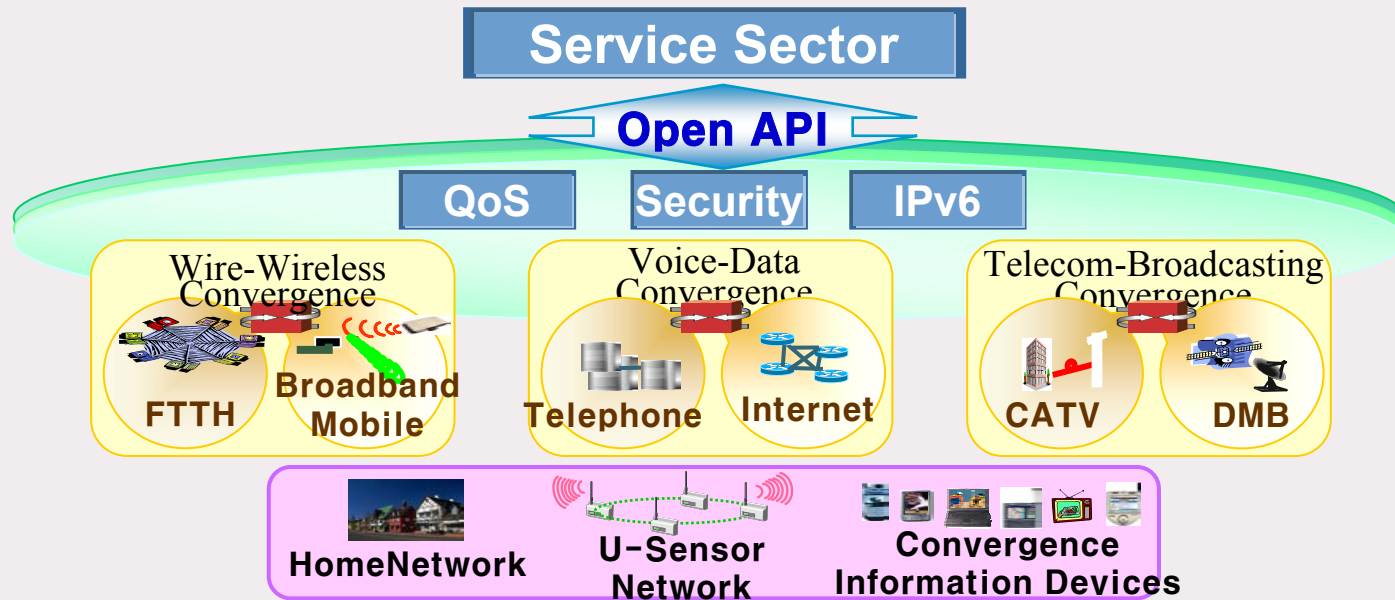 Service Sector
Open API
QoS
Security
IPv6
Wire-Wireless
Convergence
FTTH
Broadband
Mobile
Voice-Data
Convergence
Telephone
Internet
Telecom-Broadcasting
Convergence
CATV
DMB
HomeNetwork
U-Sensor
Network
Convergence
Information Devices